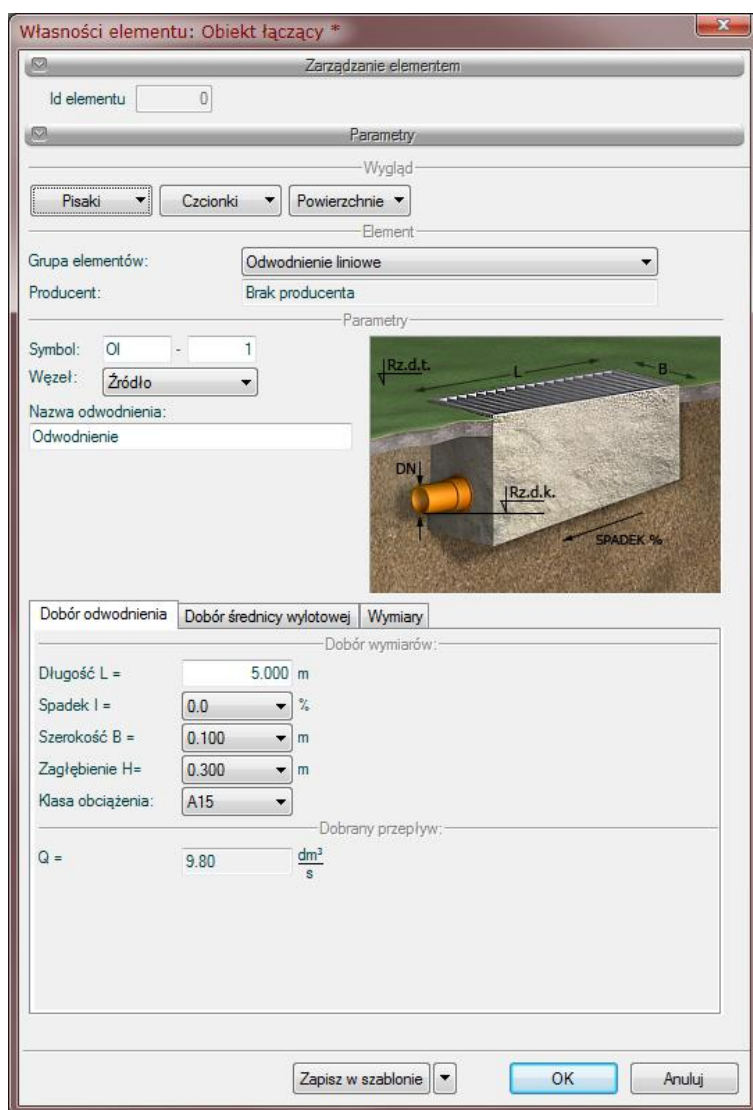 Własności elementu: Obiekt łączący *
Zarządzanie elementem
Id elementu 0
Parametry
Wygląd
Pisaki Czcionki Powierzchnie
Element
Grupa elementów: Odwodnienie liniowe
Producent: Brak producenta
Parametry
Symbol: Ol - 1
Węzeł: Źródło
Nazwa odwodnienia:
Odwodnienie
Rz.d.t. L B
DN
Rz.d.k.
SPADEK %
Dobór odwodnienia Dobór średnicy wylotowej Wymiary
Dobór wymiarów:
Długość L = 5.000 m
Spadek I = 0.0 %
Szerokość B = 0.100 m
Zagłębienie H= 0.300 m
Klasa obciążenia: A15
Dobrany przepływ:
Q = 9.80 dm³/s
Zapisz w szablonie OK Anuluj